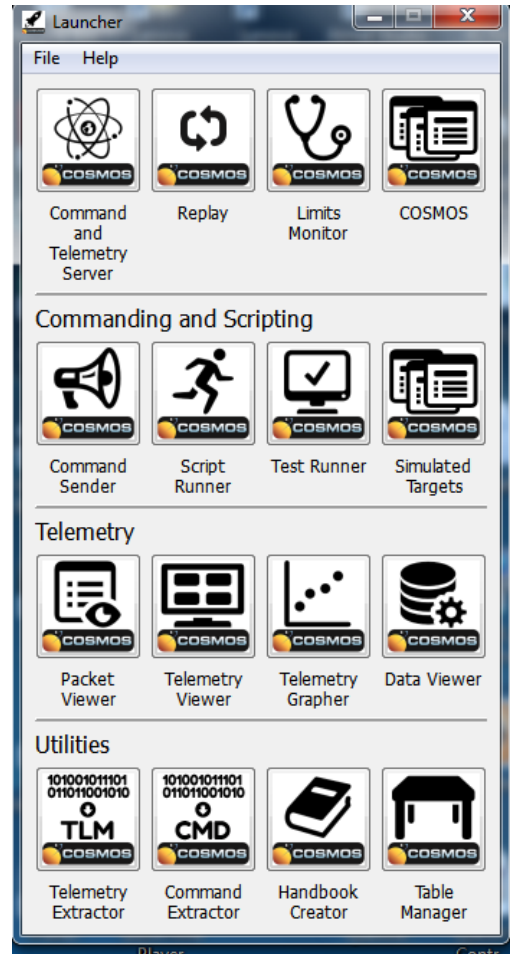 Launcher
File Help
COSMOS COSMOS COSMOS COSMOS
Command
and
Telemetry
Server
Replay
Limits
Monitor
COSMOS
Commanding and Scripting
COSMOS COSMOS COSMOS COSMOS
Command
Sender
Script
Runner
Test Runner
Simulated
Targets
Telemetry
COSMOS COSMOS COSMOS COSMOS
Packet
Viewer
Telemetry
Viewer
Telemetry
Grapher
Data Viewer
Utilities
101001011101
011011001010
TLM
COSMOS
101001011101
011011001010
CMD
COSMOS
COSMOS
COSMOS
Telemetry
Extractor
Command
Extractor
Handbook
Creator
Table
Manager